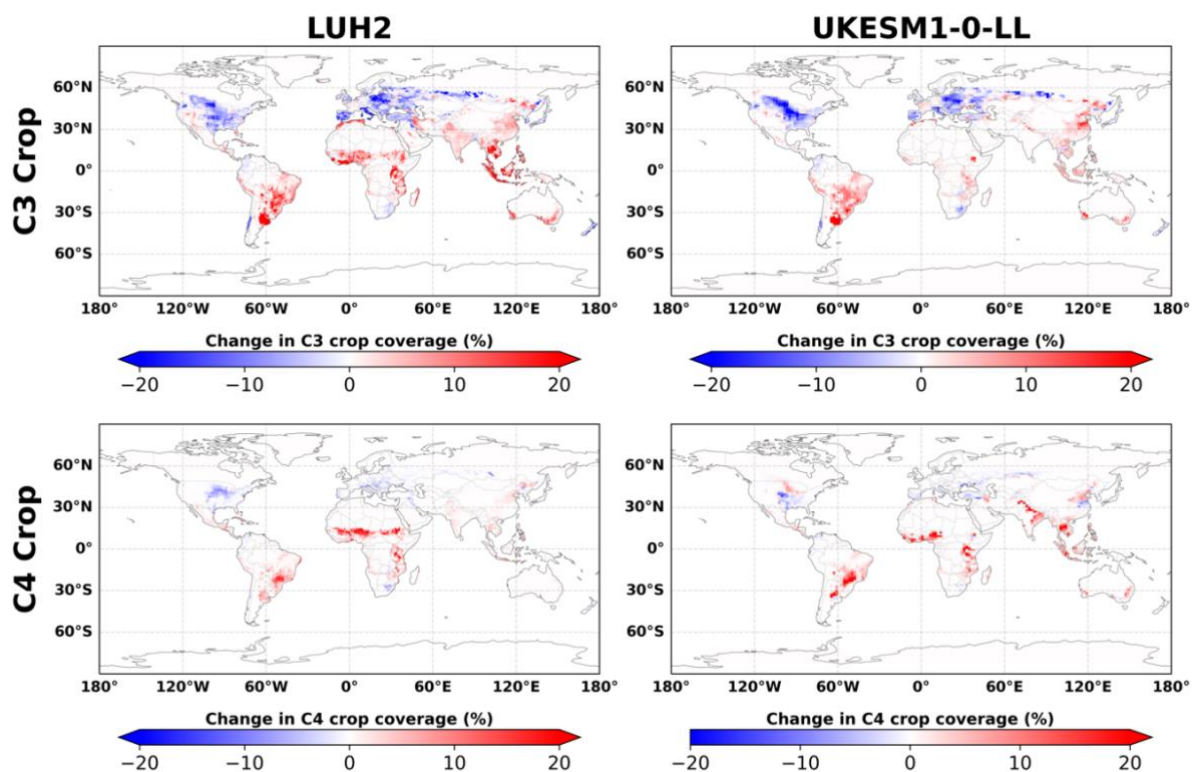 LUH2 UKESM1-0-LL
C3 Crop
60°N 60°N
30°N 30°N
0° 0°
30°S 30°S
60°S 60°S
180° 120°W 60°W 0° 60°E 120°E 180° 180° 120°W 60°W 0° 60°E 120°E 180°
Change in C3 crop coverage (%) Change in C3 crop coverage (%)
−20 −10 0 10 20 −20 −10 0 10 20
C4 Crop
60°N 60°N
30°N 30°N
0° 0°
30°S 30°S
60°S 60°S
180° 120°W 60°W 0° 60°E 120°E 180° 180° 120°W 60°W 0° 60°E 120°E 180°
Change in C4 crop coverage (%) Change in C4 crop coverage (%)
−20 −10 0 10 20 −20 −10 0 10 20